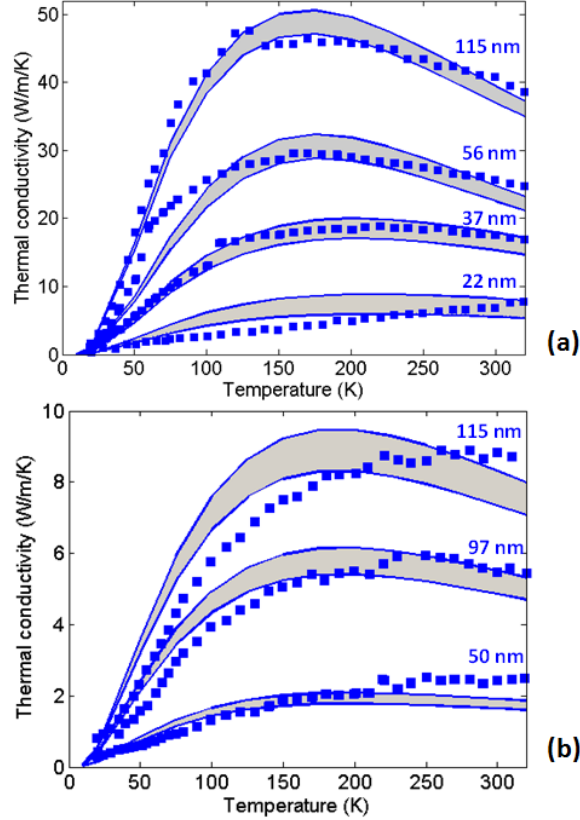 50
115 nm
40
30
56 nm
20
37 nm
10
22 nm
0
0 50 100 150 200 250 300
Thermal conductivity (W/m/K)
Temperature (K)
(a)
10
115 nm
8
6
97 nm
4
50 nm
2
0
0 50 100 150 200 250 300
Thermal conductivity (W/m/K)
Temperature (K)
(b)